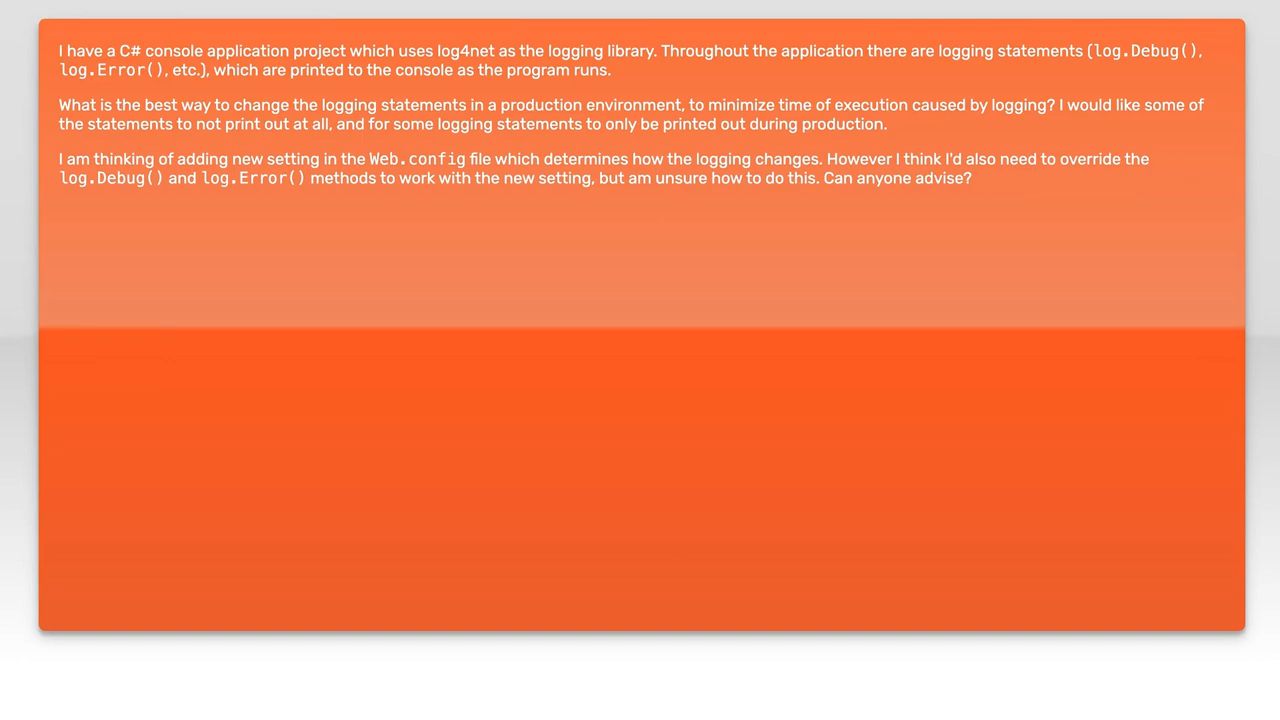 I have a C# console application project which uses log4net as the logging library. Throughout the application there are logging statements (log.Debug(),
log.Error(), etc.), which are printed to the console as the program runs.
What is the best way to change the logging statements in a production environment, to minimize time of execution caused by logging? I would like some of
the statements to not print out at all, and for some logging statements to only be printed out during production.
I am thinking of adding new setting in the Web.config file which determines how the logging changes. However I think I'd also need to override the
log.Debug() and log.Error() methods to work with the new setting, but am unsure how to do this. Can anyone advise?